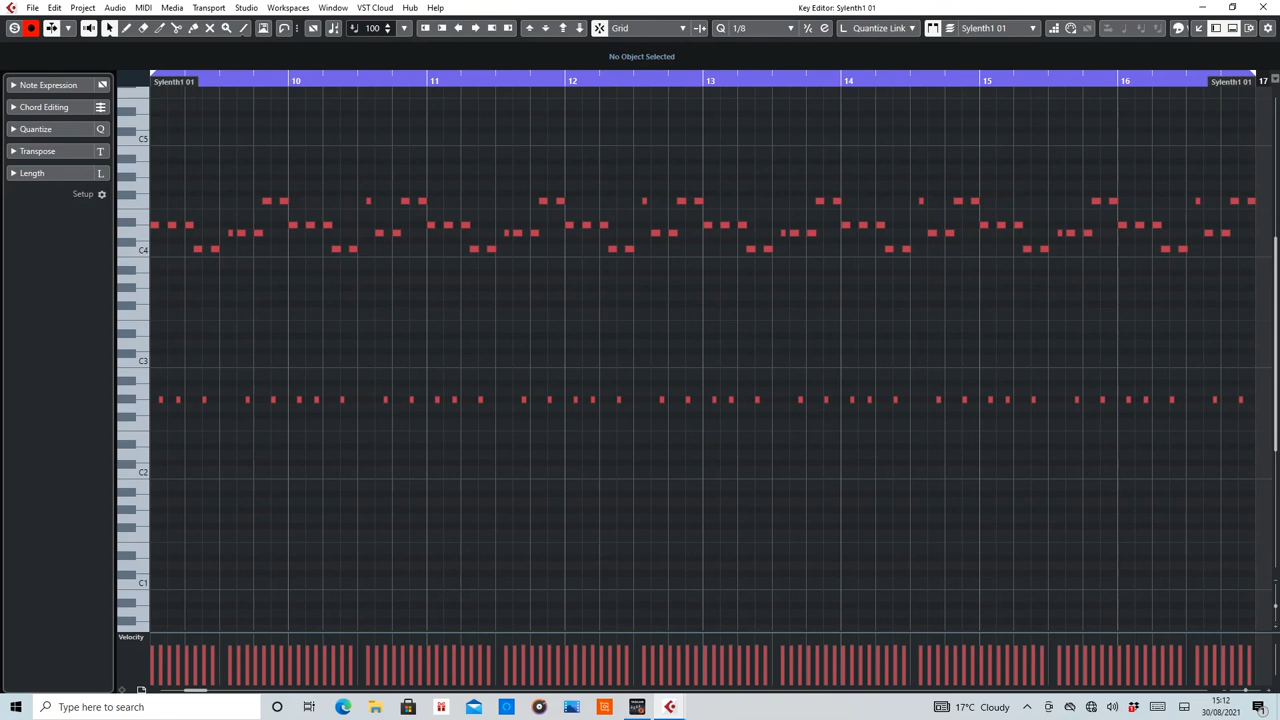 File Edit Project Audio MIDI Media Transport Studio Workspaces Window VST Cloud Hub Help
Key Editor: Sylenth1 01
100 Grid Q 1/8 Quantize Link Sylenth1 01
No Object Selected
Sylenth1 01 10 11 12 13 14 15 16 Sylenth1 01 17
Note Expression
Chord Editing
Quantize Q
Transpose T
Length L
Setup
C5
C4
C3
C2
C1
Velocity
Type here to search
17°C Cloudy
15:12
30/08/2021